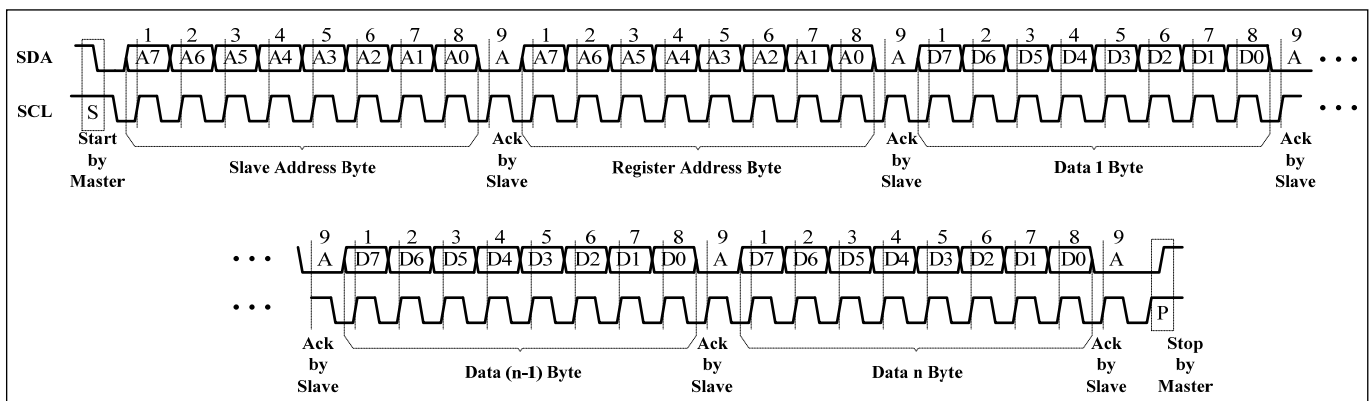 1 2 3 4 5 6 7 8 9 1 2 3 4 5 6 7 8 9 1 2 3 4 5 6 7 8 9
SDA A7 A6 A5 A4 A3 A2 A1 A0 A A7 A6 A5 A4 A3 A2 A1 A0 A D7 D6 D5 D4 D3 D2 D1 D0 A • • •
SCL S • • •
Start by Master
Slave Address Byte
Ack by Slave
Register Address Byte
Ack by Slave
Data 1 Byte
Ack by Slave
9 1 2 3 4 5 6 7 8 9 1 2 3 4 5 6 7 8 9
• • • A D7 D6 D5 D4 D3 D2 D1 D0 A D7 D6 D5 D4 D3 D2 D1 D0 A
• • • P
Ack by Slave
Data (n-1) Byte
Ack by Slave
Data n Byte
Ack by Slave
Stop by Master